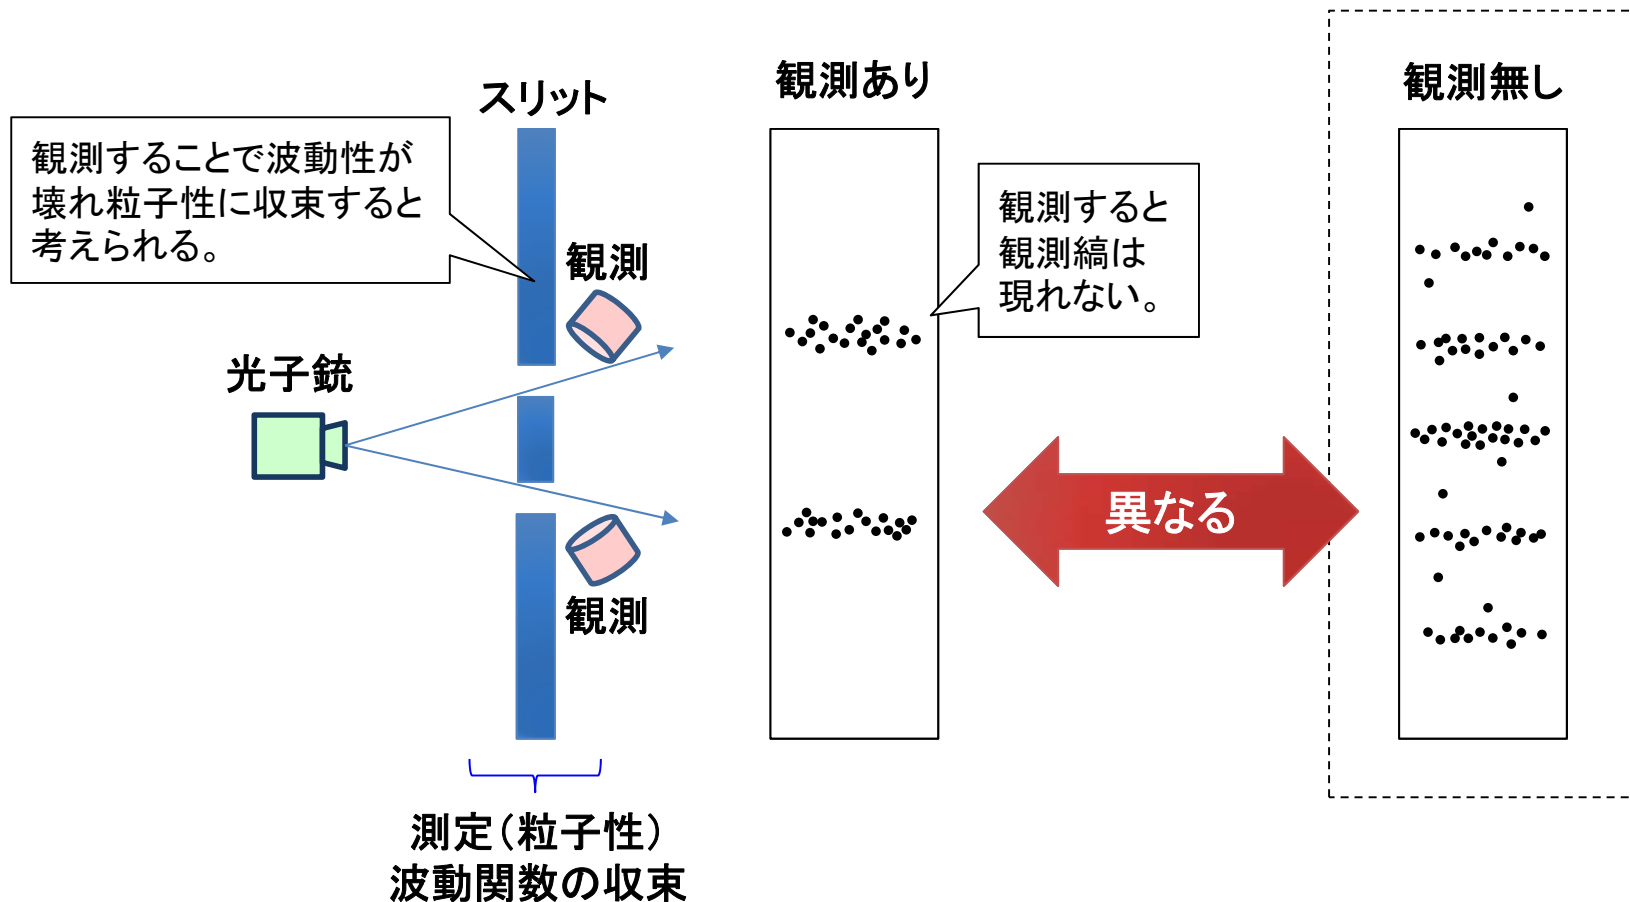 スリット
観測あり
観測無し
観測することで波動性が
壊れ粒子性に収束すると
考えられる。
観測すると
観測縞は
現れない。
観測
光子銃
異なる
観測
測定（粒子性）
波動関数の収束